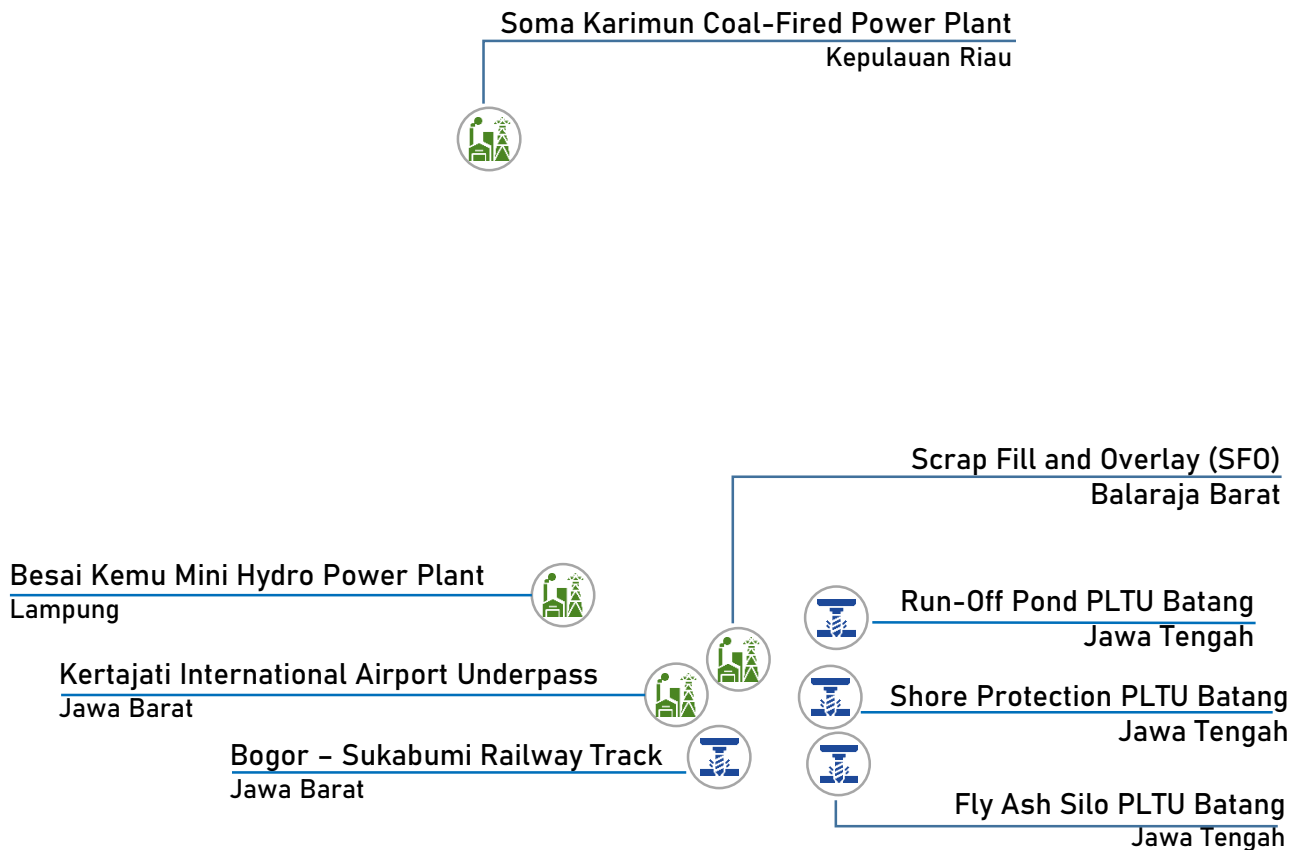 Soma Karimun Coal-Fired Power Plant
Kepulauan Riau
Scrap Fill and Overlay (SFO)
Balaraja Barat
Besai Kemu Mini Hydro Power Plant
Lampung
Run-Off Pond PLTU Batang
Jawa Tengah
Kertajati International Airport Underpass
Jawa Barat
Shore Protection PLTU Batang
Jawa Tengah
Bogor – Sukabumi Railway Track
Jawa Barat
Fly Ash Silo PLTU Batang
Jawa Tengah